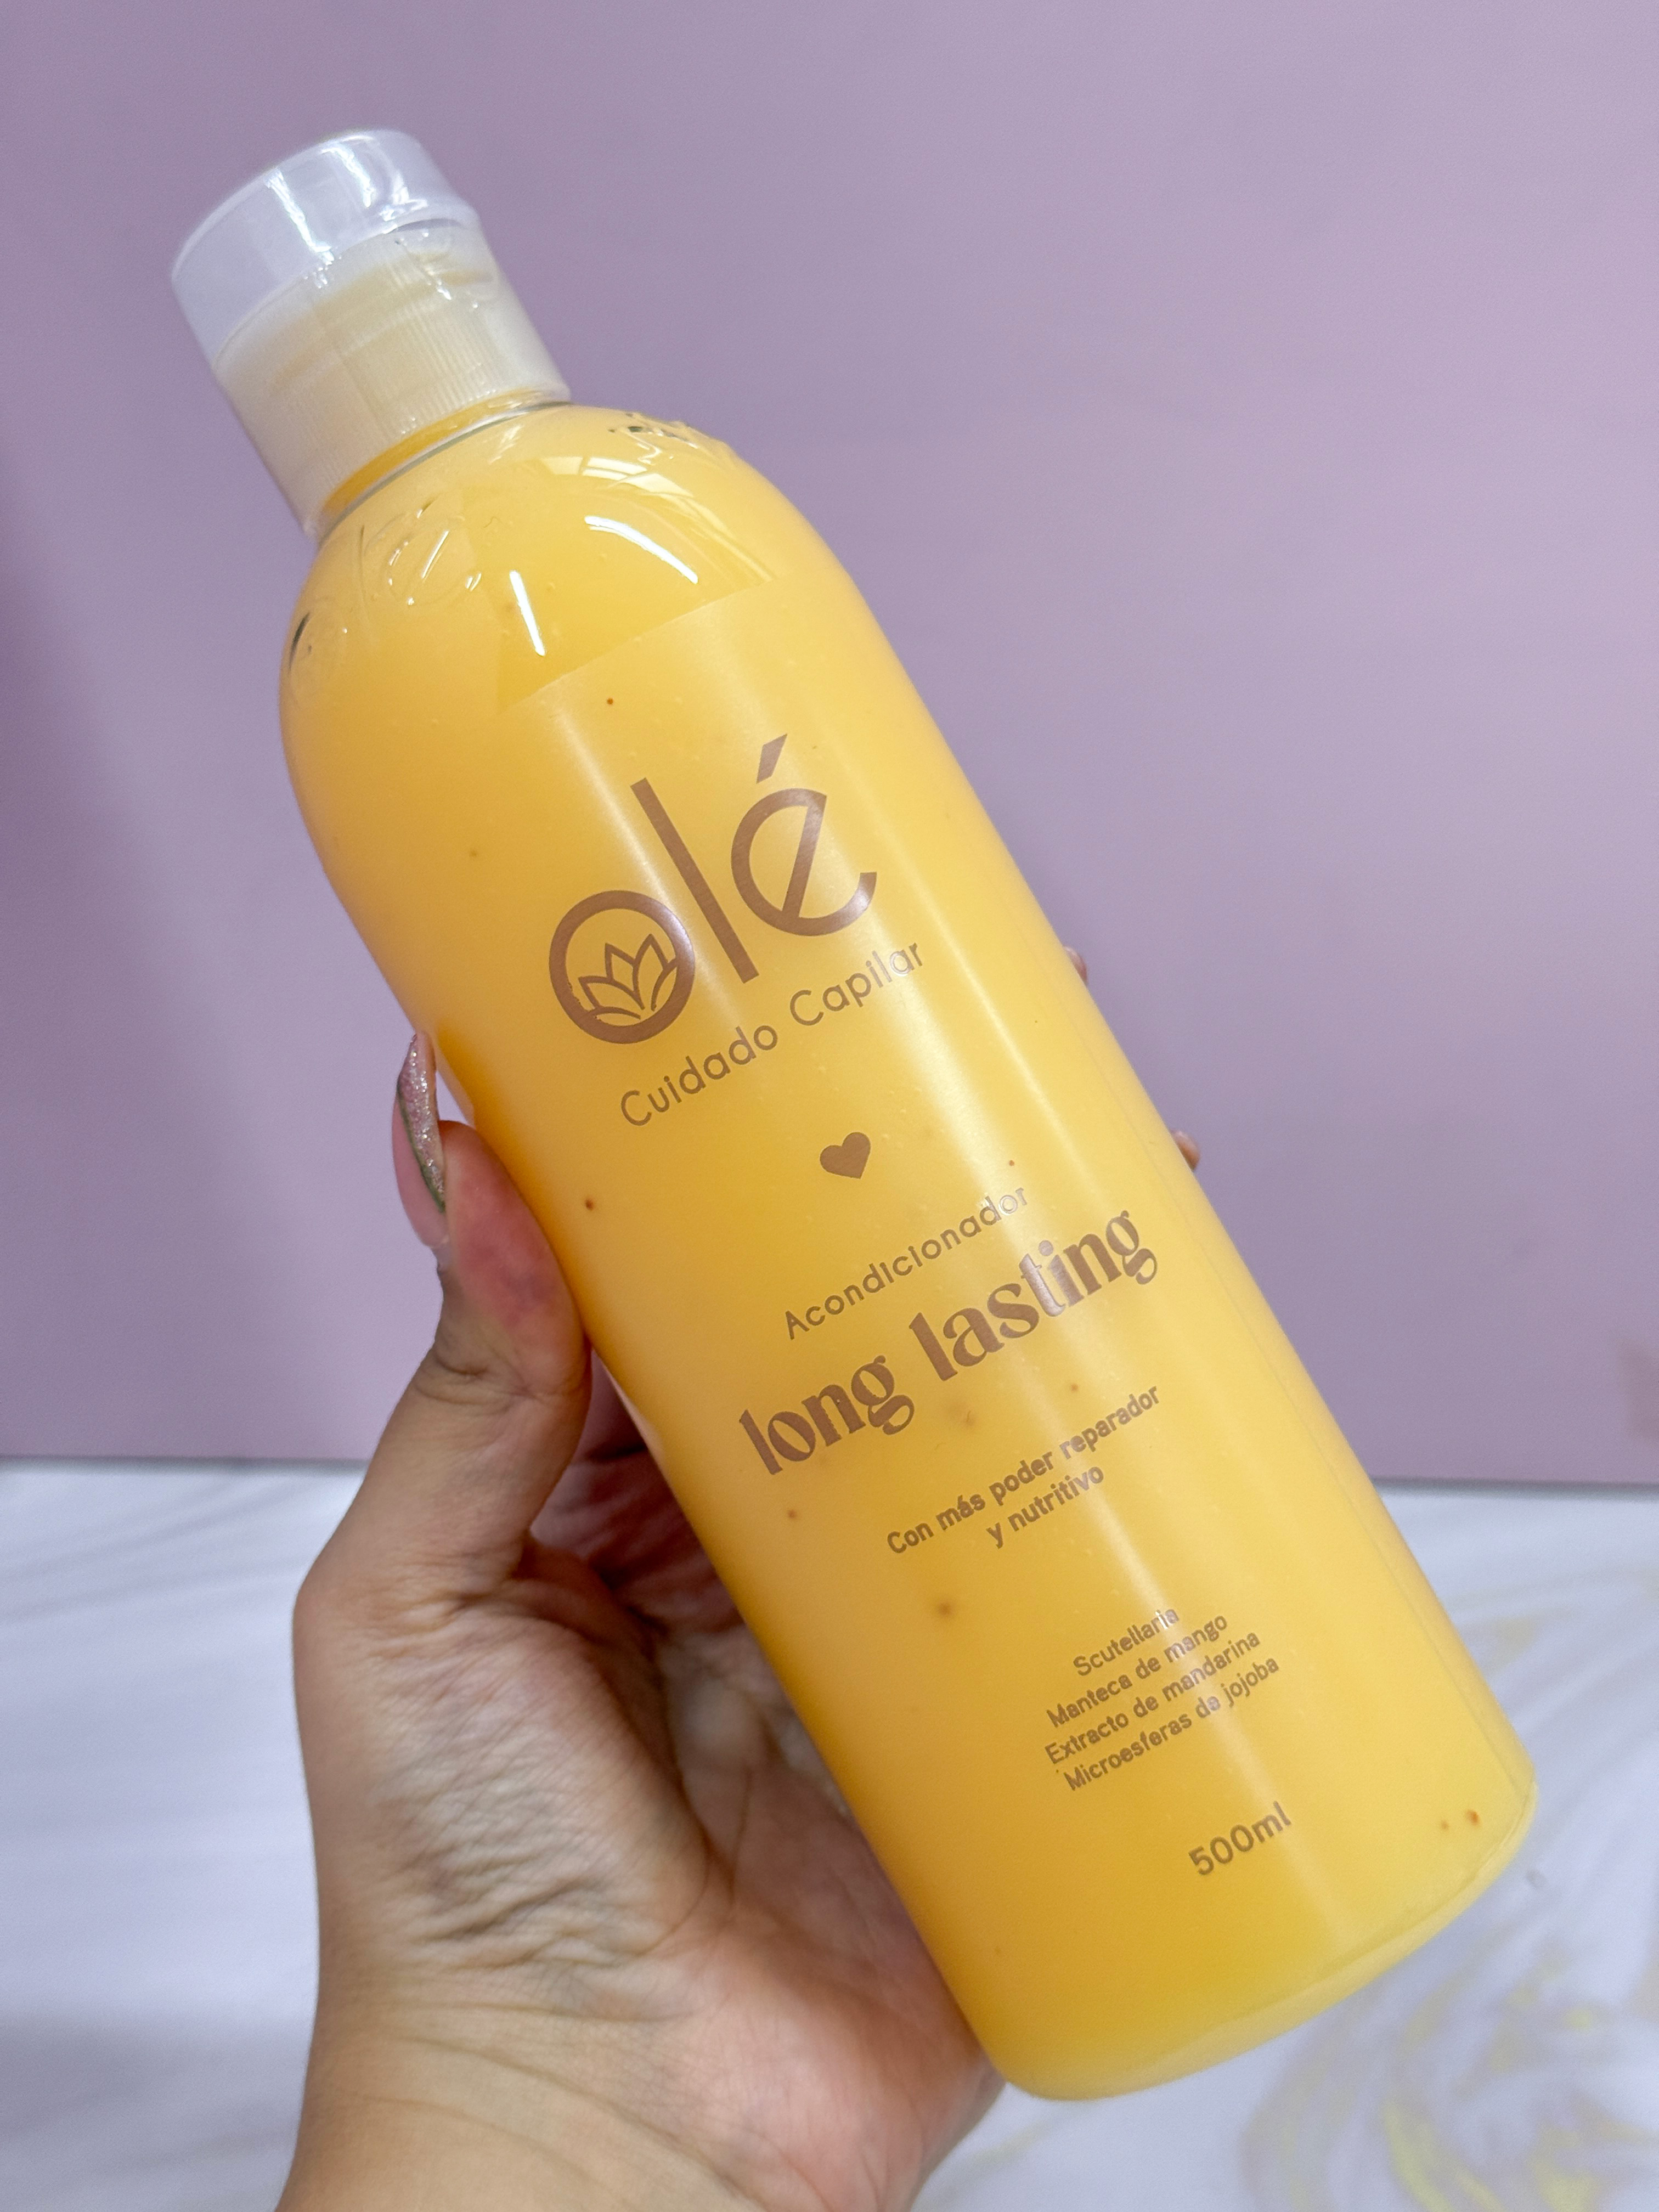 olé
Cuidado Capilar
Acondicionador
long lasting
Con más poder reparador
y nutritivo
Scutellaria
Manteca de mango
Extracto de mandarina
Microesferas de jojoba
500ml